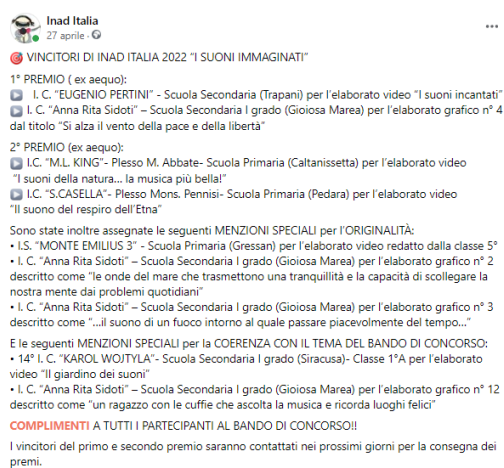 Inad Italia
27 aprile ·
VINCITORI DI INAD ITALIA 2022 "I SUONI IMMAGINATI"
1° PREMIO ( ex aequo):
I. C. "EUGENIO PERTINI" - Scuola Secondaria (Trapani) per l'elaborato video "I suoni incantati"
I. C. "Anna Rita Sidoti" – Scuola Secondaria I grado (Gioiosa Marea) per l'elaborato grafico n° 4
dal titolo "Si alza il vento della pace e della libertà"
2° PREMIO (ex aequo):
I.C. "M.L. KING"- Plesso M. Abbate- Scuola Primaria (Caltanissetta) per l'elaborato video
"I suoni della natura... la musica più bella!"
I.C. "S.CASELLA"- Plesso Mons. Pennisi- Scuola Primaria (Pedara) per l'elaborato video
"Il suono del respiro dell'Etna"
Sono state inoltre assegnate le seguenti MENZIONI SPECIALI per l'ORIGINALITÀ:
• I.S. "MONTE EMILIUS 3" - Scuola Primaria (Gressan) per l'elaborato video redatto dalla classe 5°
• I. C. "Anna Rita Sidoti" – Scuola Secondaria I grado (Gioiosa Marea) per l'elaborato grafico n° 2
descritto come "le onde del mare che trasmettono una tranquillità e la capacità di scollegare la
nostra mente dai problemi quotidiani"
• I. C. "Anna Rita Sidoti" – Scuola Secondaria I grado (Gioiosa Marea) per l'elaborato grafico n° 3
descritto come "...il suono di un fuoco intorno al quale passare piacevolmente del tempo..."
E le seguenti MENZIONI SPECIALI per la COERENZA CON IL TEMA DEL BANDO DI CONCORSO:
• 14° I. C. "KAROL WOJTYLA"- Scuola Secondaria I grado (Siracusa)- Classe 1°A per l'elaborato
video "Il giardino dei suoni"
• I. C. "Anna Rita Sidoti" – Scuola Secondaria I grado (Gioiosa Marea) per l'elaborato grafico n° 12
descritto come "un ragazzo con le cuffie che ascolta la musica e ricorda luoghi felici"
COMPLIMENTI A TUTTI I PARTECIPANTI AL BANDO DI CONCORSO!!
I vincitori del primo e secondo premio saranno contattati nei prossimi giorni per la consegna dei
premi.